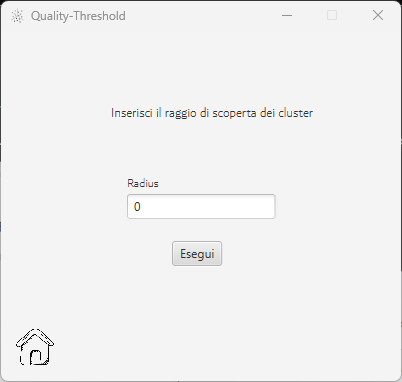 Quality-Threshold
Inserisci il raggio di scoperta dei cluster
Radius
0
Esegui